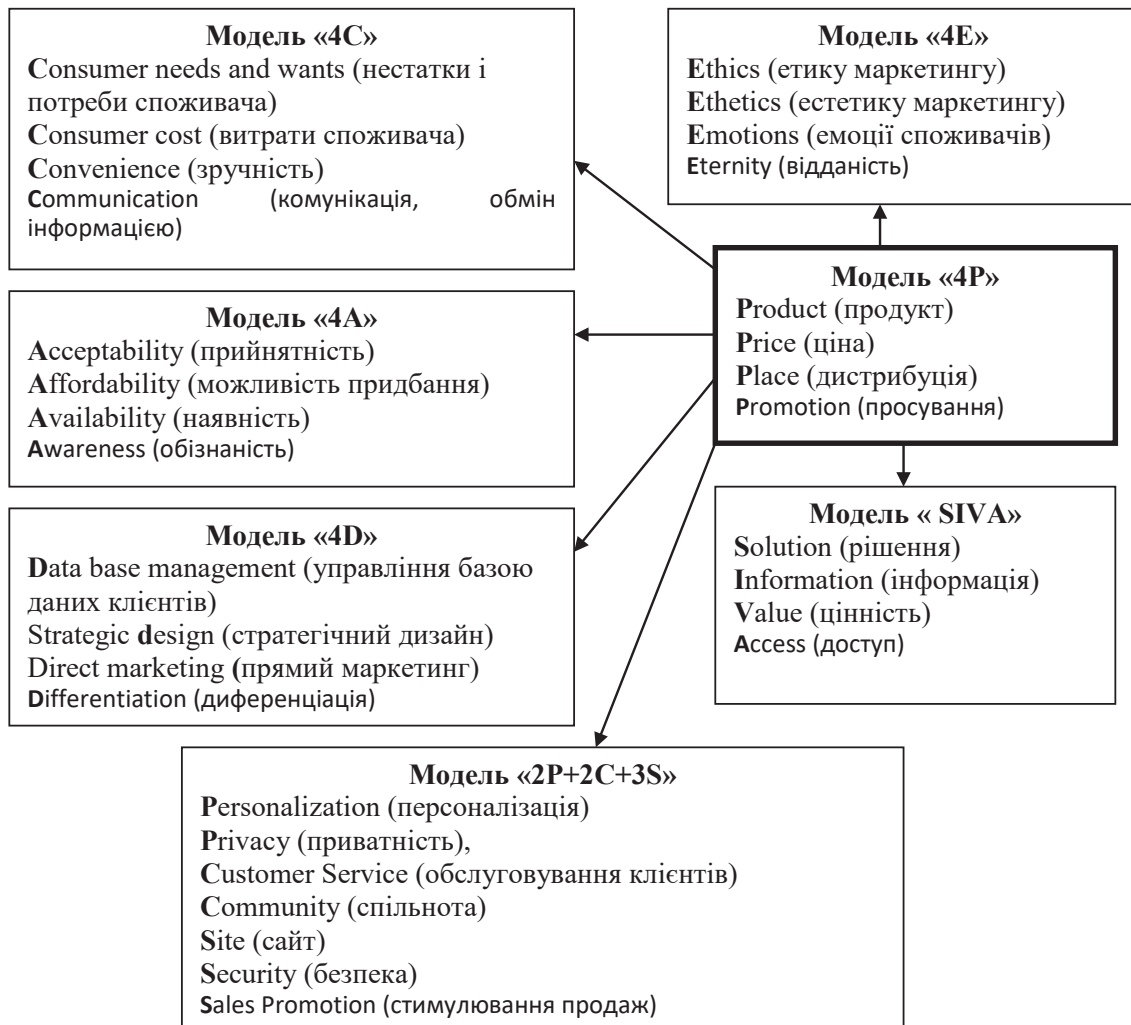 Модель «4С»
Consumer needs and wants (нестатки і
потреби споживача)
Consumer cost (витрати споживача)
Convenience (зручність)
Communication (комунікація, обмін
інформацією)
Модель «4Е»
Ethics (етику маркетингу)
Ethetics (естетику маркетингу)
Emotions (емоції споживачів)
Eternity (відданість)
Модель «4А»
Acceptability (прийнятність)
Affordability (можливість придбання)
Availability (наявність)
Awareness (обізнаність)
Модель «4P»
Product (продукт)
Price (ціна)
Place (дистрибуція)
Promotion (просування)
Модель «4D»
Data base management (управління базою
даних клієнтів)
Strategic design (стратегічний дизайн)
Direct marketing (прямий маркетинг)
Differentiation (диференціація)
Модель « SIVA»
Solution (рішення)
Information (інформація)
Value (цінність)
Access (доступ)
Модель «2P+2C+3S»
Personalization (персоналізація)
Privacy (приватність),
Customer Service (обслуговування клієнтів)
Community (спільнота)
Site (сайт)
Security (безпека)
Sales Promotion (стимулювання продаж)